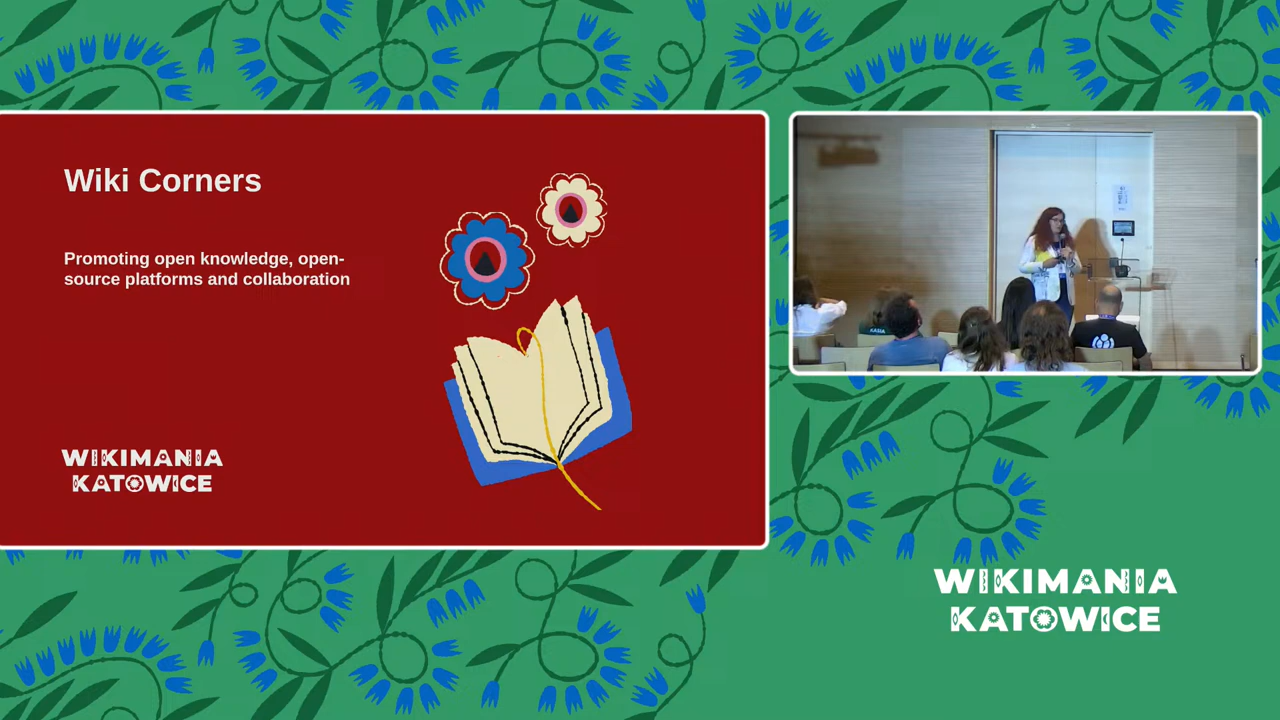 Wiki Corners
Promoting open knowledge, open-
source platforms and collaboration
WIKIMANIA
KATOWICE
WIKIMANIA
KATOWICE